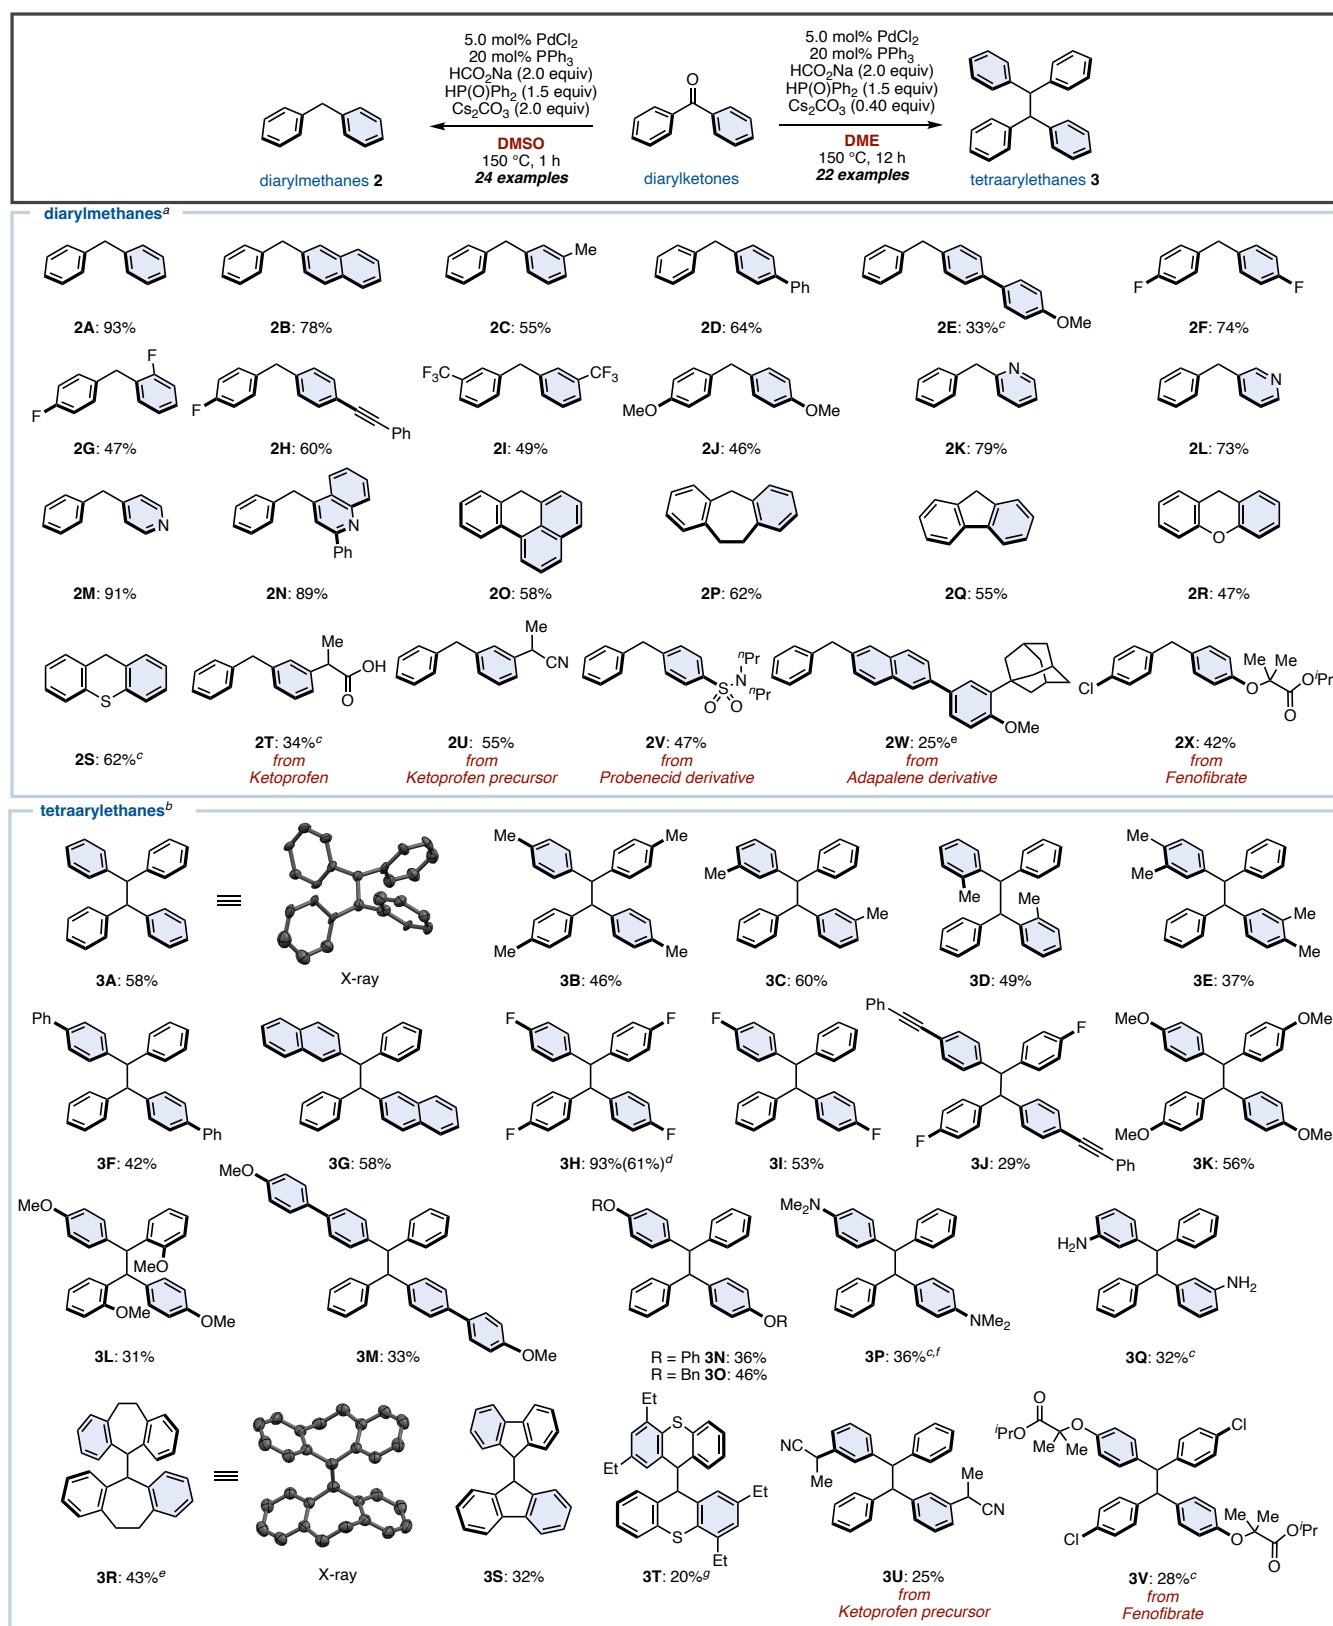 5.0 mol% PdCl2
20 mol% PPh3
HCO2Na (2.0 equiv)
HP(O)Ph2 (1.5 equiv)
Cs2CO3 (2.0 equiv)
DMSO
150 °C, 1 h
24 examples
diarylmethanes 2
O
diarylketones
5.0 mol% PdCl2
20 mol% PPh3
HCO2Na (2.0 equiv)
HP(O)Ph2 (1.5 equiv)
Cs2CO3 (0.40 equiv)
DME
150 °C, 12 h
22 examples
tetraarylethanes 3
diarylmethanesa
Me
Ph
OMe
F
F
2A: 93%
2B: 78%
2C: 55%
2D: 64%
2E: 33%c
2F: 74%
F
F
F
Ph
F3C
CF3
MeO
OMe
N
N
2G: 47%
2H: 60%
2I: 49%
2J: 46%
2K: 79%
2L: 73%
N
N
Ph
O
2M: 91%
2N: 89%
2O: 58%
2P: 62%
2Q: 55%
2R: 47%
S
Me
OH
O
Me
CN
nPr
N
nPr
S
O
O
OMe
Cl
O
Me
Me
OiPr
O
2S: 62%c
2T: 34%c
from
Ketoprofen
2U: 55%
from
Ketoprofen precursor
2V: 47%
from
Probenecid derivative
2W: 25%e
from
Adapalene derivative
2X: 42%
from
Fenofibrate
tetraarylethanesb
Me
Me
Me
Me
Me
Me
Me
Me
Me
Me
Me
Me
3A: 58%
X-ray
3B: 46%
3C: 60%
3D: 49%
3E: 37%
Ph
Ph
F
F
F
F
F
F
Ph
F
F
Ph
MeO
OMe
MeO
OMe
3F: 42%
3G: 58%
3H: 93%(61%)d
3I: 53%
3J: 29%
3K: 56%
MeO
MeO
OMe
OMe
MeO
OMe
RO
OR
Me2N
NMe2
H2N
NH2
3L: 31%
3M: 33%
R = Ph 3N: 36%
R = Bn 3O: 46%
3P: 36%c,f
3Q: 32%c
Et
S
Et
Et
S
Et
NC
Me
Me
CN
O
iPrO
O
Me
Me
Cl
Cl
O
Me
Me
OiPr
O
3R: 43%e
X-ray
3S: 32%
3T: 20%g
3U: 25%
from
Ketoprofen precursor
3V: 28%c
from
Fenofibrate